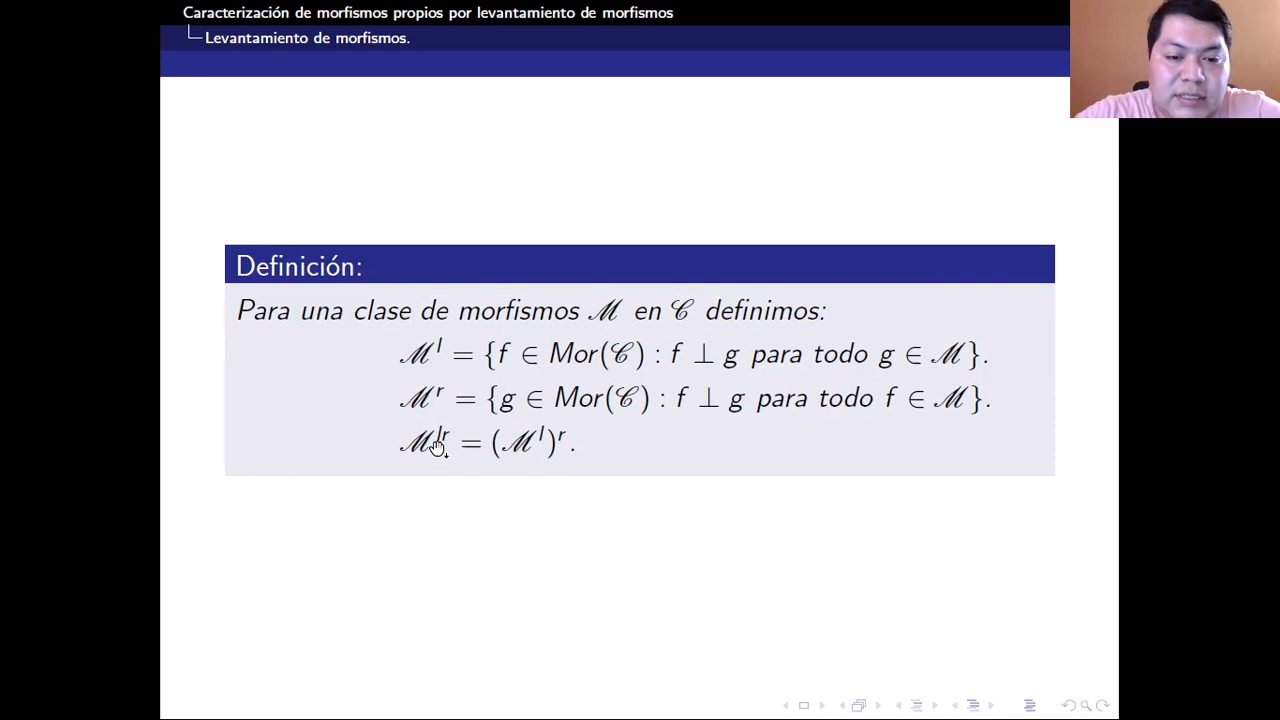 Caracterización de morfismos propios por levantamiento de morfismos
Levantamiento de morfismos.
Definición:
Para una clase de morfismos ℳ en 𝒞 definimos:
ℳˡ = {f ∈ Mor(𝒞) : f ⊥ g para todo g ∈ ℳ}.
ℳʳ = {g ∈ Mor(𝒞) : f ⊥ g para todo f ∈ ℳ}.
ℳˡʳ = (ℳˡ)ʳ.